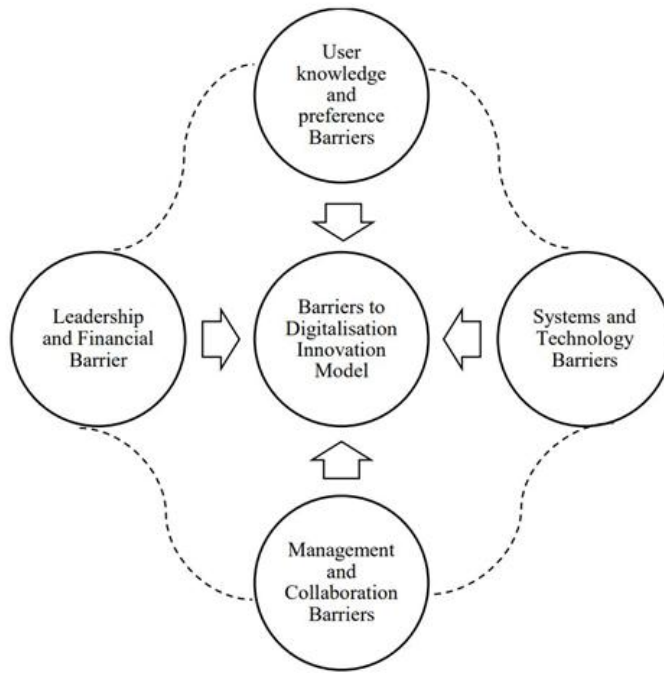 User
knowledge
and
preference
Barriers
Leadership
and Financial
Barrier
Barriers to
Digitalisation
Innovation
Model
Systems and
Technology
Barriers
Management
and
Collaboration
Barriers